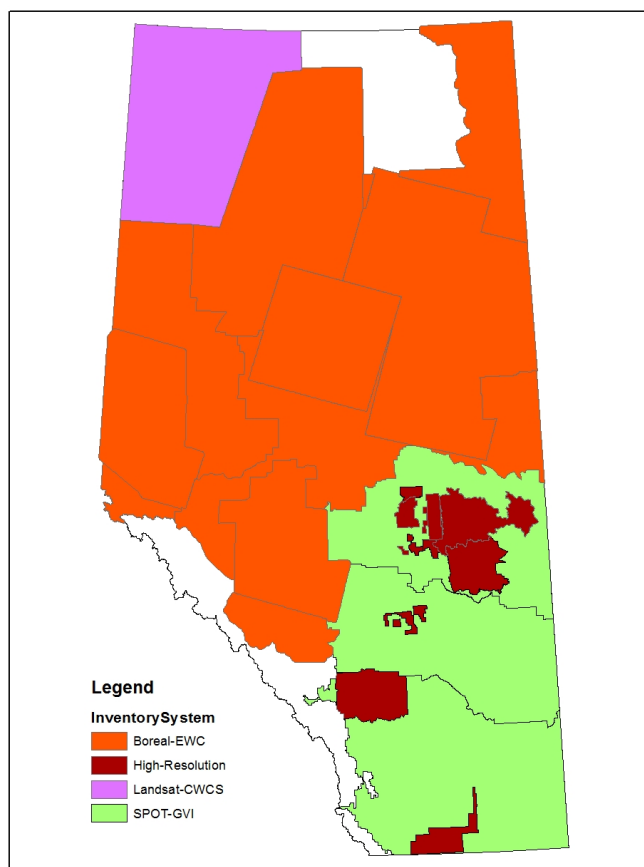 Legend
InventorySystem
Boreal-EWC
High-Resolution
Landsat-CWCS
SPOT-GVI